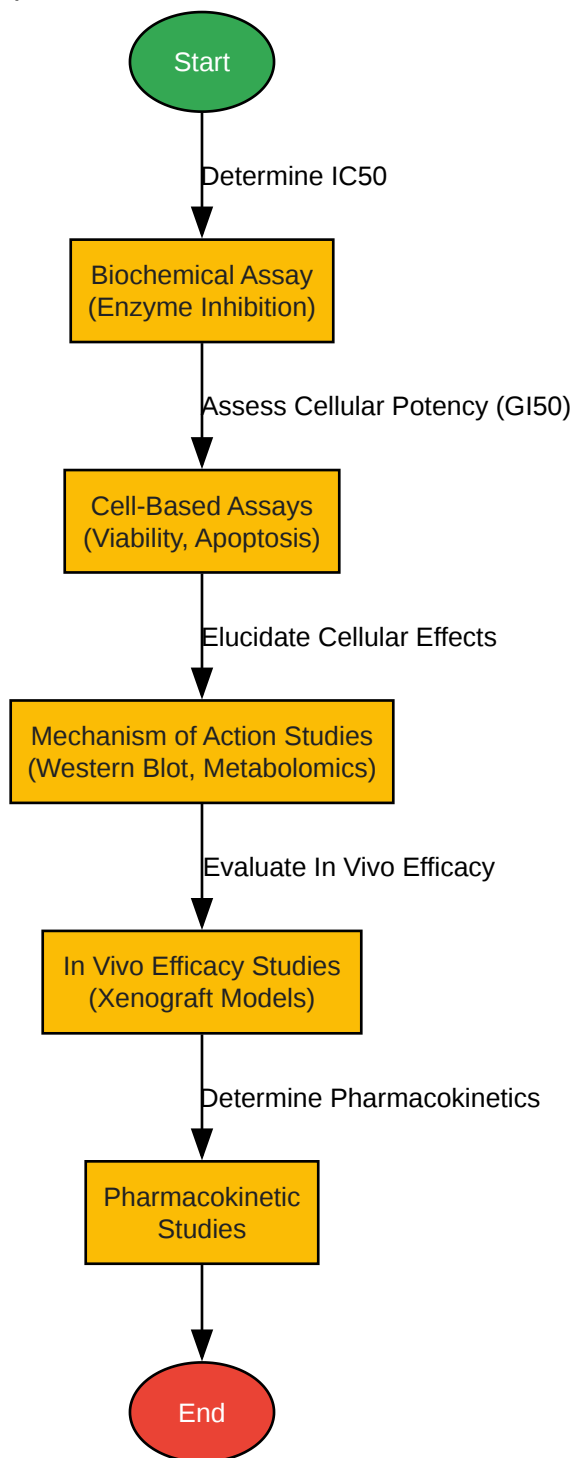 Start
Determine IC50
Biochemical Assay
(Enzyme Inhibition)
Assess Cellular Potency (GI50)
Cell-Based Assays
(Viability, Apoptosis)
Elucidate Cellular Effects
Mechanism of Action Studies
(Western Blot, Metabolomics)
Evaluate In Vivo Efficacy
In Vivo Efficacy Studies
(Xenograft Models)
Determine Pharmacokinetics
Pharmacokinetic
Studies
End